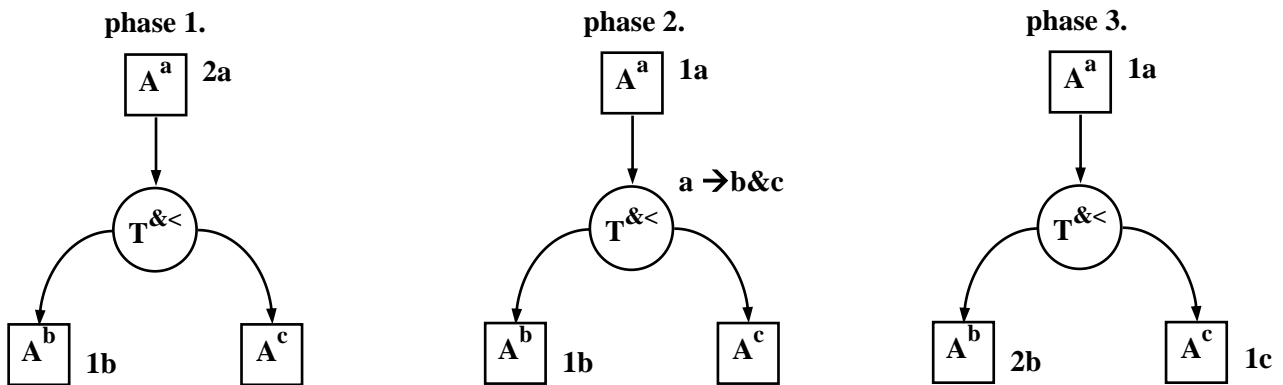 phase 1.
A^a 2a
T^&<
A^b 1b
A^c
phase 2.
A^a 1a
a →b&c
T^&<
A^b 1b
A^c
phase 3.
A^a 1a
T^&<
A^b 2b
A^c 1c